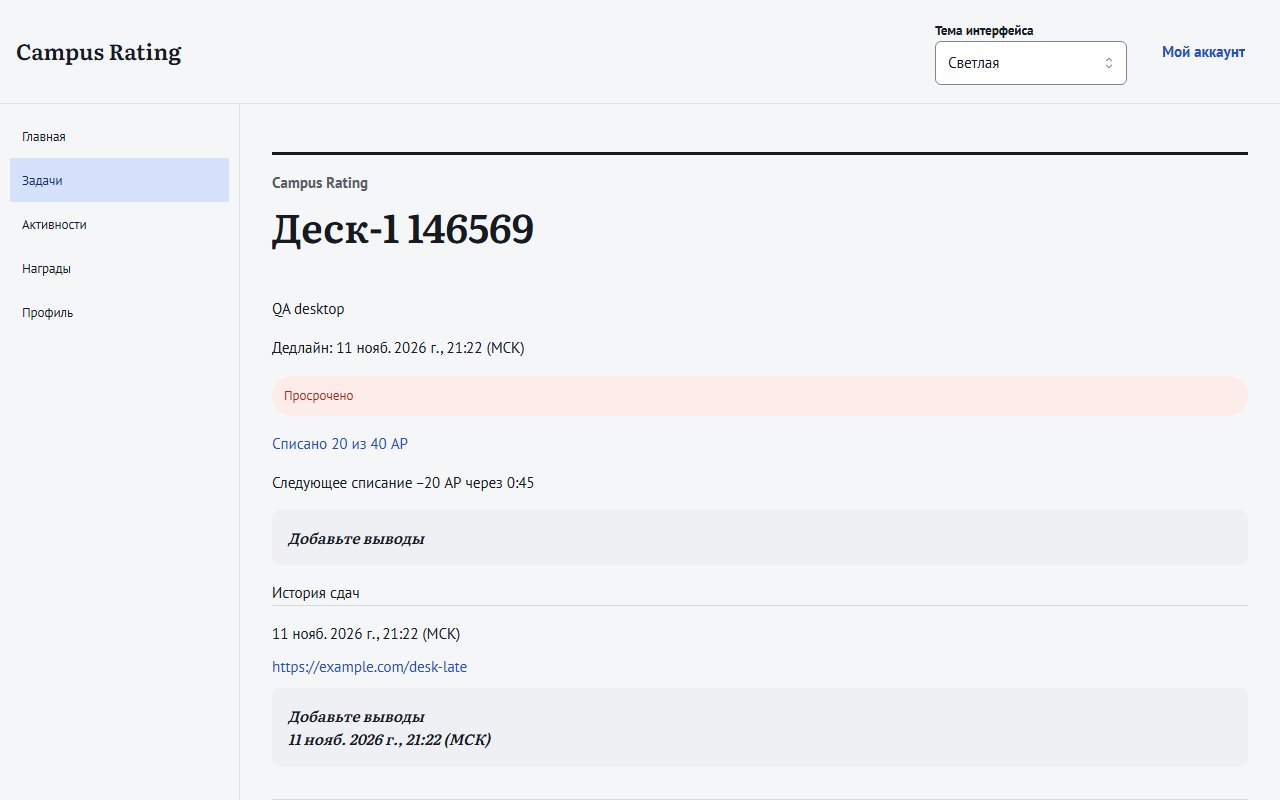 Campus Rating
Тема интерфейса
Светлая
Мой аккаунт
Главная
Задачи
Активности
Награды
Профиль
Campus Rating
Деск-1 146569
QA desktop
Дедлайн: 11 нояб. 2026 г., 21:22 (МСК)
Просрочено
Списано 20 из 40 AP
Следующее списание −20 AP через 0:45
Добавьте выводы
История сдач
11 нояб. 2026 г., 21:22 (МСК)
https://example.com/desk-late
Добавьте выводы
11 нояб. 2026 г., 21:22 (МСК)